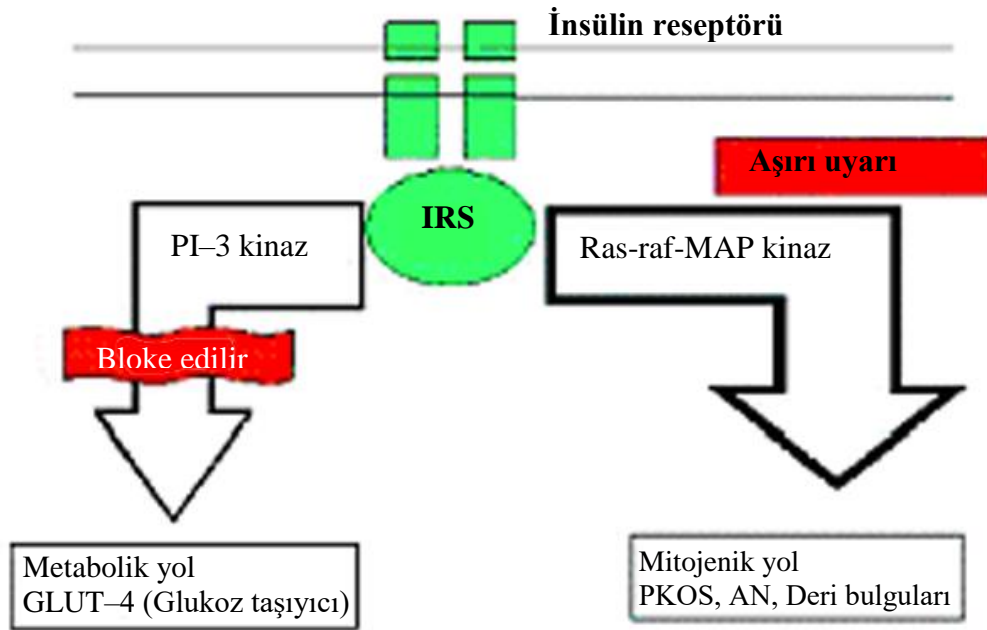 İnsülin reseptörü
Aşırı uyarı
IRS
PI–3 kinaz
Ras-raf-MAP kinaz
Bloke edilir
Metabolik yol
GLUT–4 (Glukoz taşıyıcı)
Mitojenik yol
PKOS, AN, Deri bulguları